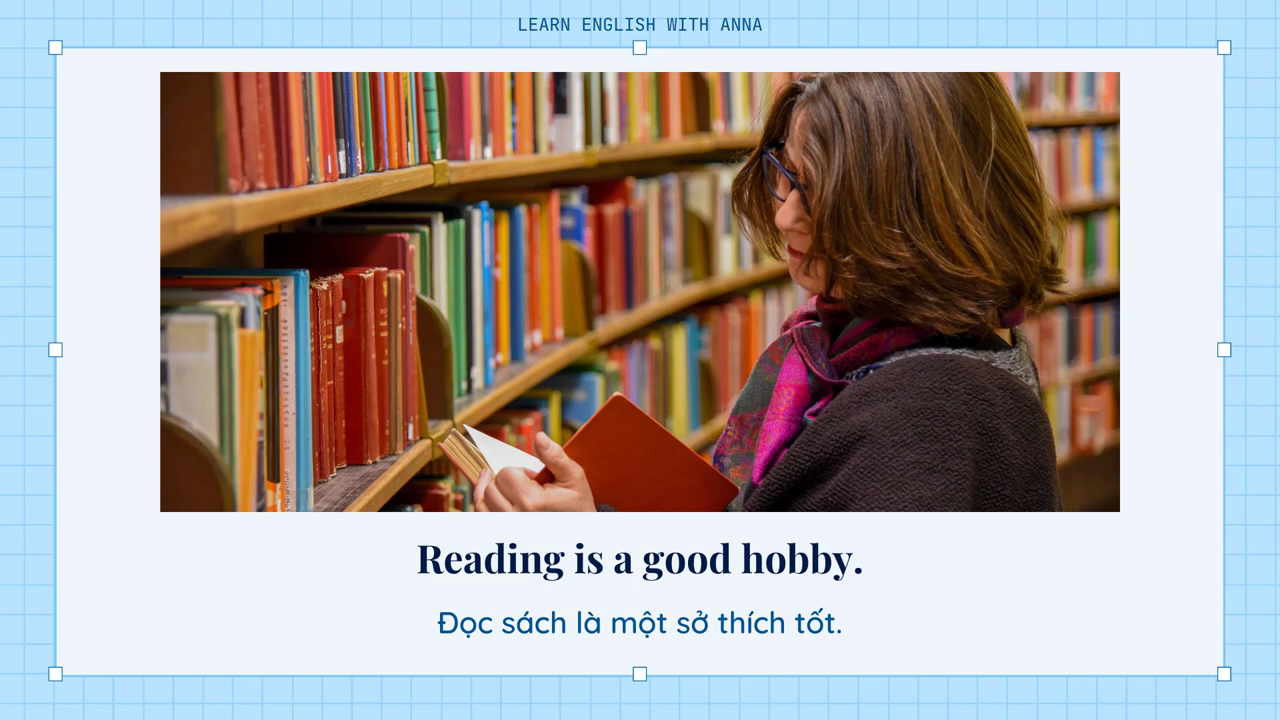 LEARN ENGLISH WITH ANNA
Reading is a good hobby.
Đọc sách là một sở thích tốt.